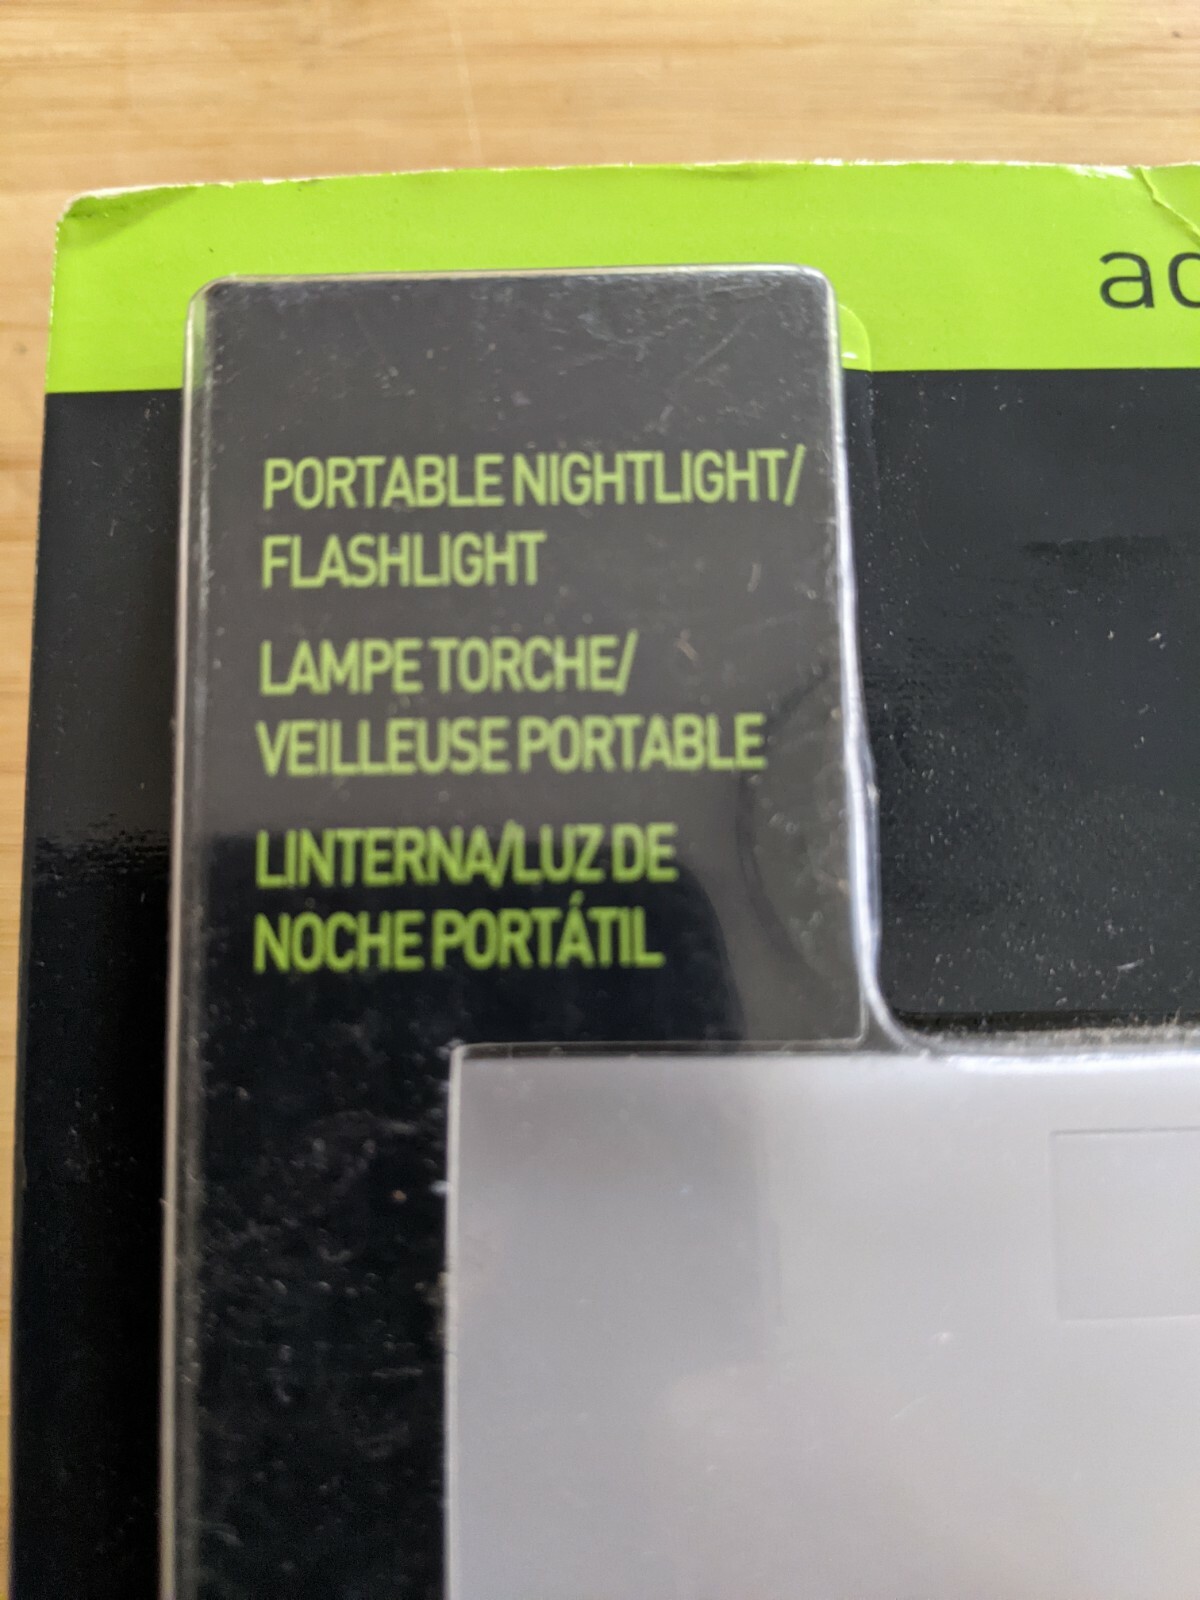 PORTABLE NIGHTLIGHT/
FLASHLIGHT
LAMPE TORCHE/
VEILLEUSE PORTABLE
LINTERNA/LUZ DE
NOCHE PORTÁTIL